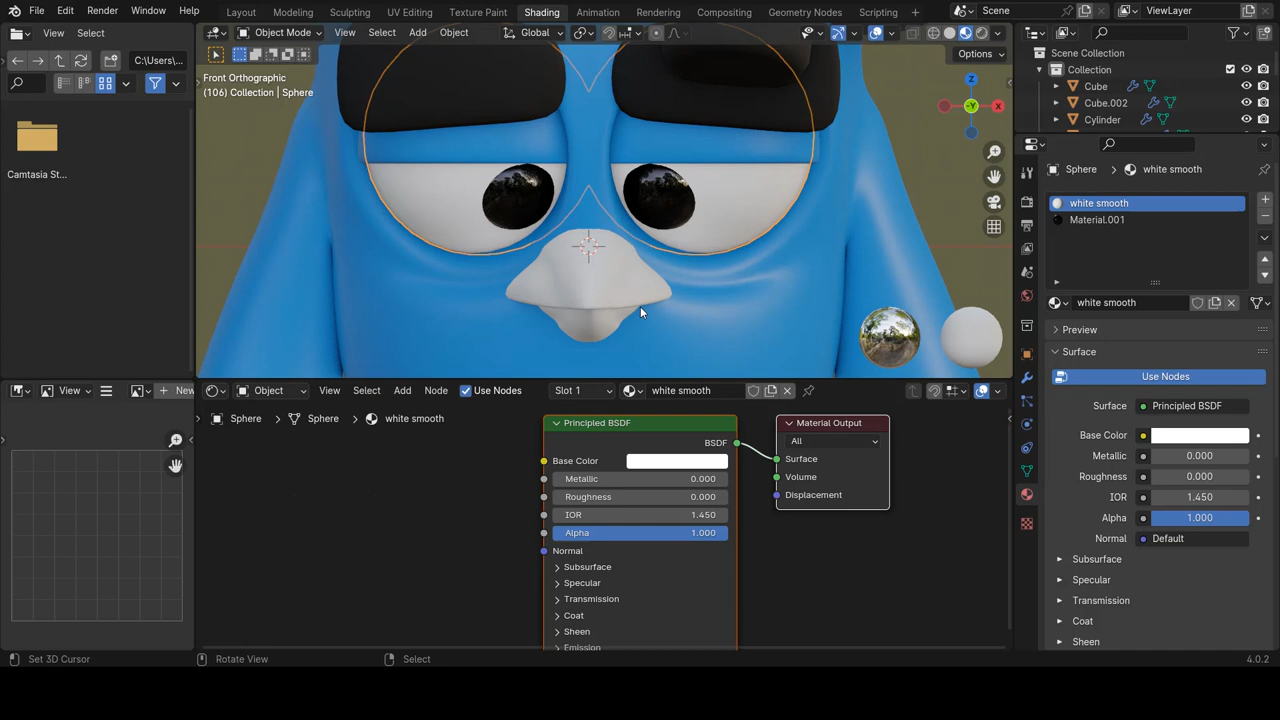 File Edit Render Window Help Layout Modeling Sculpting UV Editing Texture Paint Shading Animation Rendering Compositing Geometry Nodes Scripting Scene ViewLayer
View Select
Object Mode View Select Add Object Global
C:\Users\...
Options
Camtasia St...
Front Orthographic
(106) Collection | Sphere
Z
X
-Y
Scene Collection
Collection
Cube
Cube.002
Cylinder
Sphere white smooth
white smooth
Material.001
white smooth
Preview
Surface
Use Nodes
Surface Principled BSDF
Base Color
Metallic 0.000
Roughness 0.000
IOR 1.450
Alpha 1.000
Normal Default
Subsurface
Specular
Transmission
Coat
Sheen
View New
Object View Select Add Node Use Nodes Slot 1 white smooth
Sphere Sphere white smooth
Principled BSDF
BSDF
Base Color
Metallic 0.000
Roughness 0.000
IOR 1.450
Alpha 1.000
Normal
Subsurface
Specular
Transmission
Coat
Sheen
Emission
Material Output
All
Surface
Volume
Displacement
Set 3D Cursor Rotate View Select 4.0.2